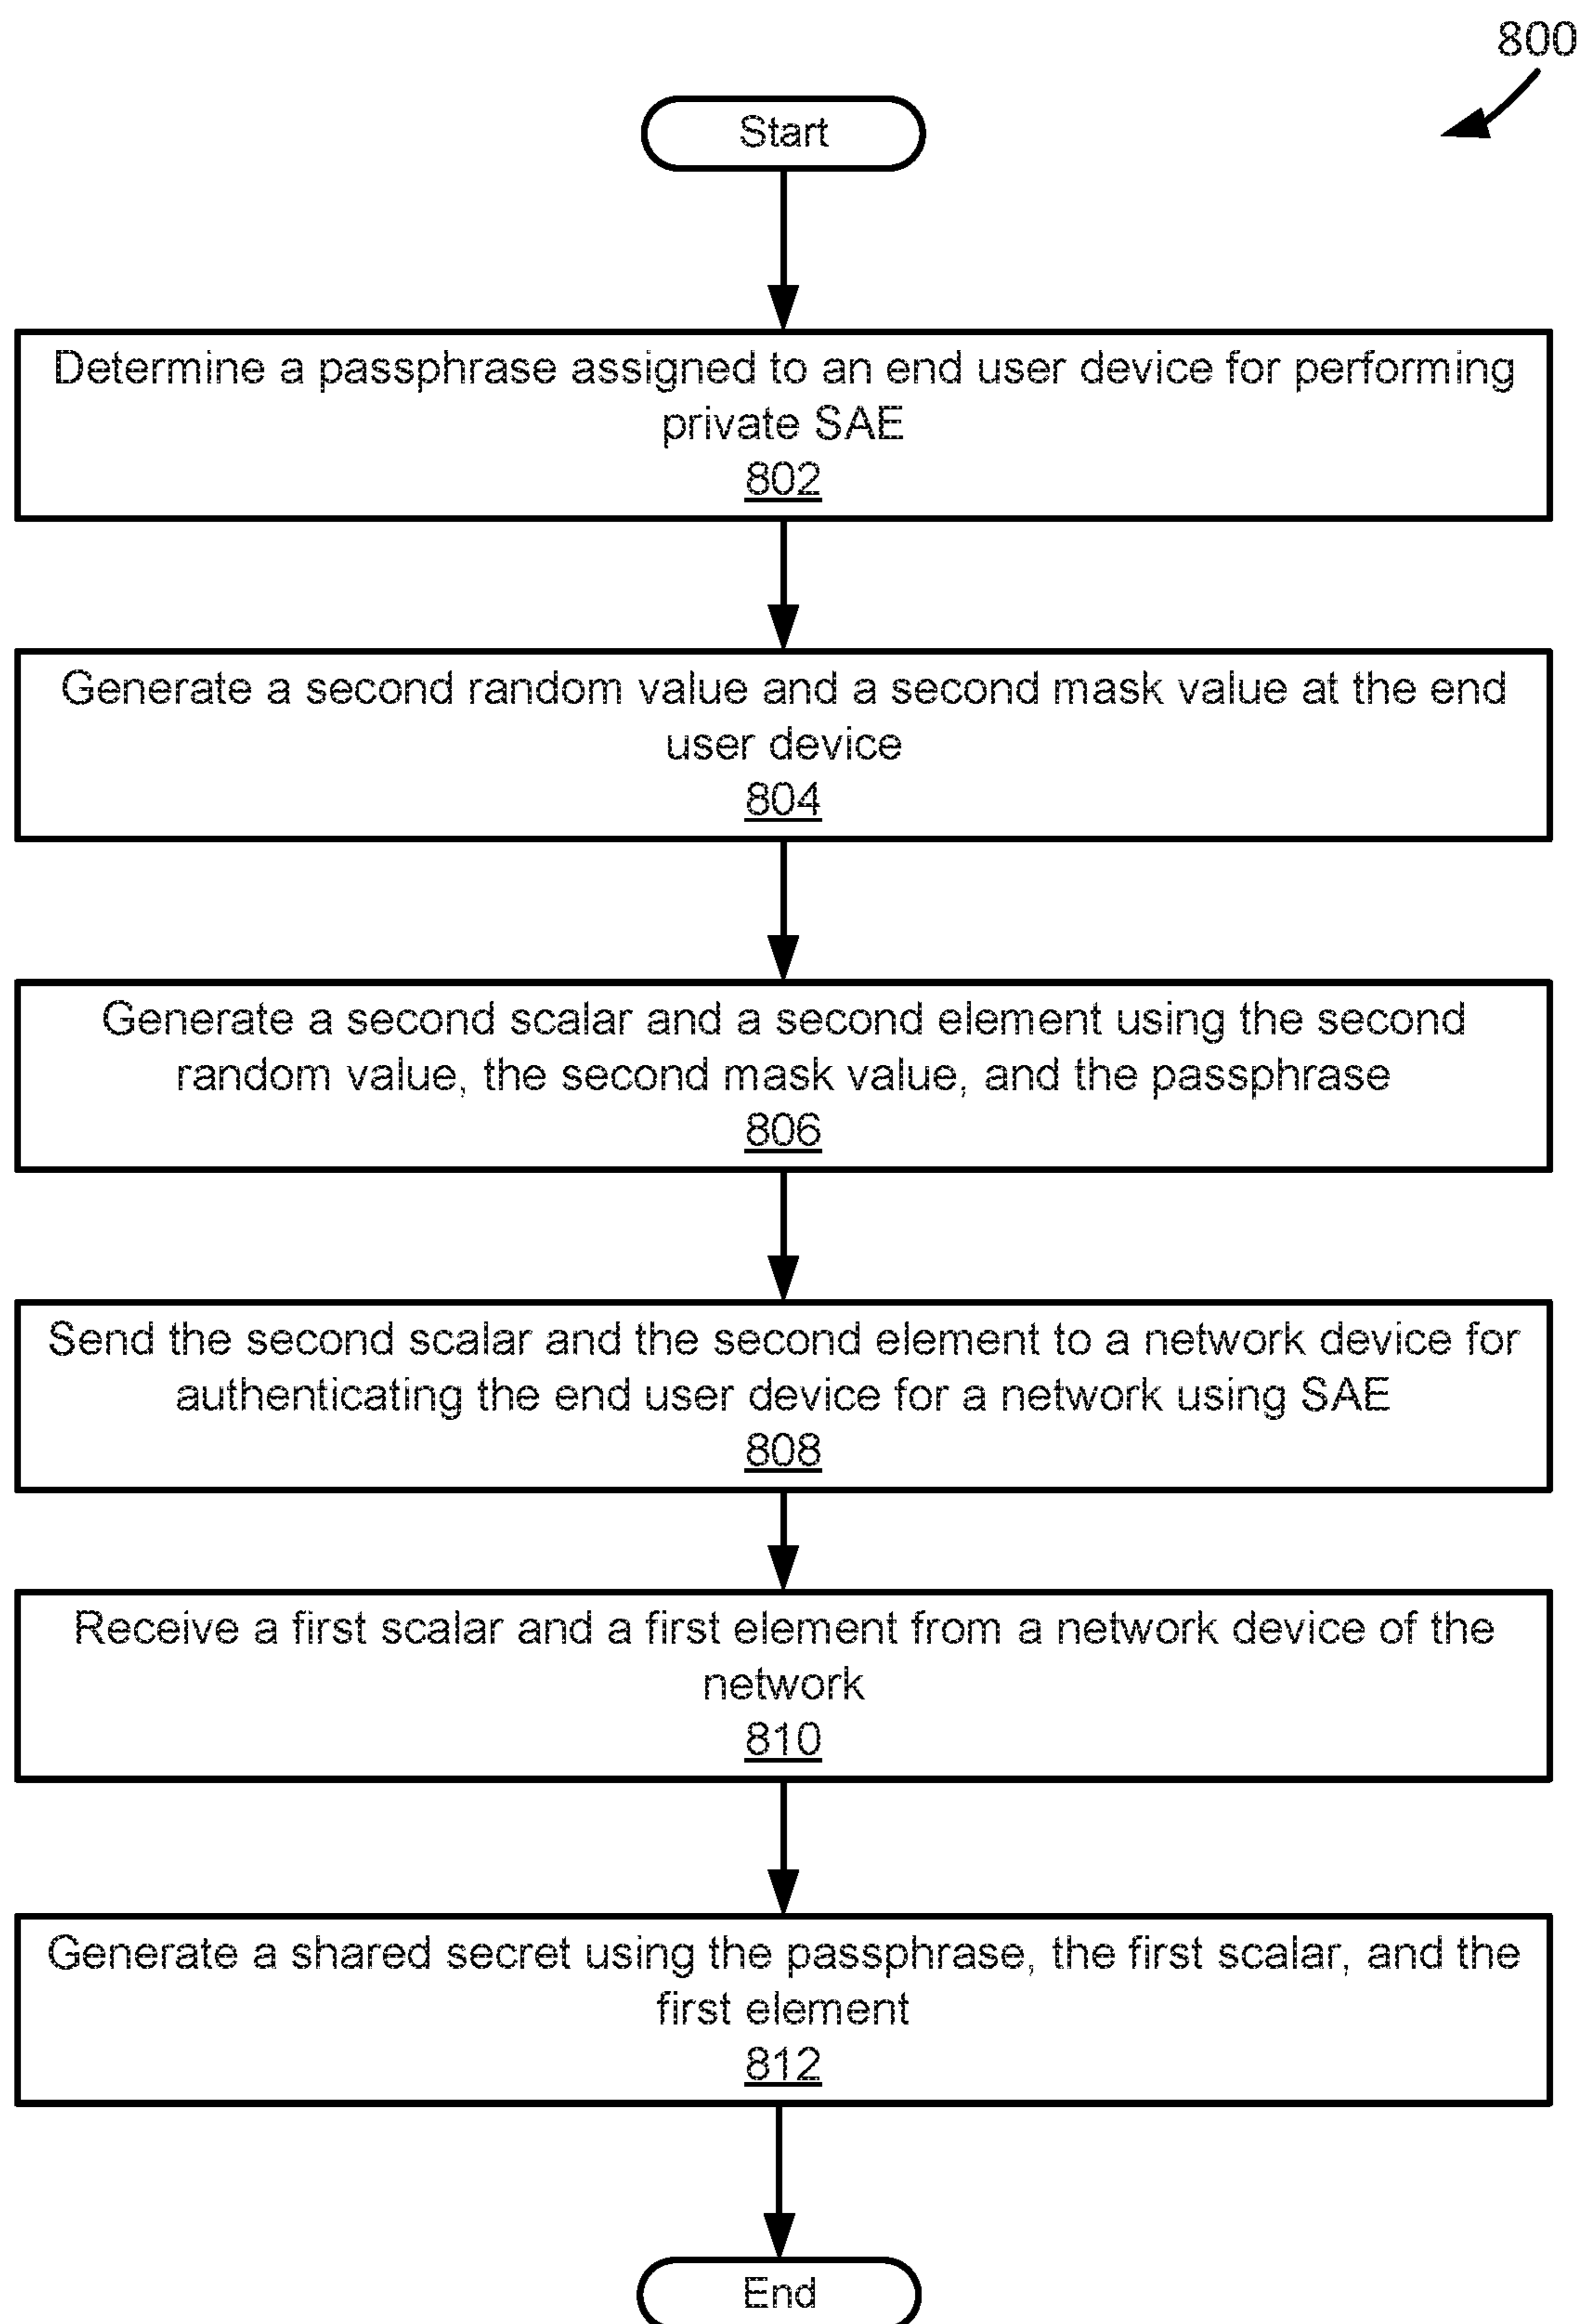 800
Start
Determine a passphrase assigned to an end user device for performing
private SAE
802
Generate a second random value and a second mask value at the end
user device
804
Generate a second scalar and a second element using the second
random value, the second mask value, and the passphrase
806
Send the second scalar and the second element to a network device for
authenticating the end user device for a network using SAE
808
Receive a first scalar and a first element from a network device of the
network
810
Generate a shared secret using the passphrase, the first scalar, and the
first element
812
End